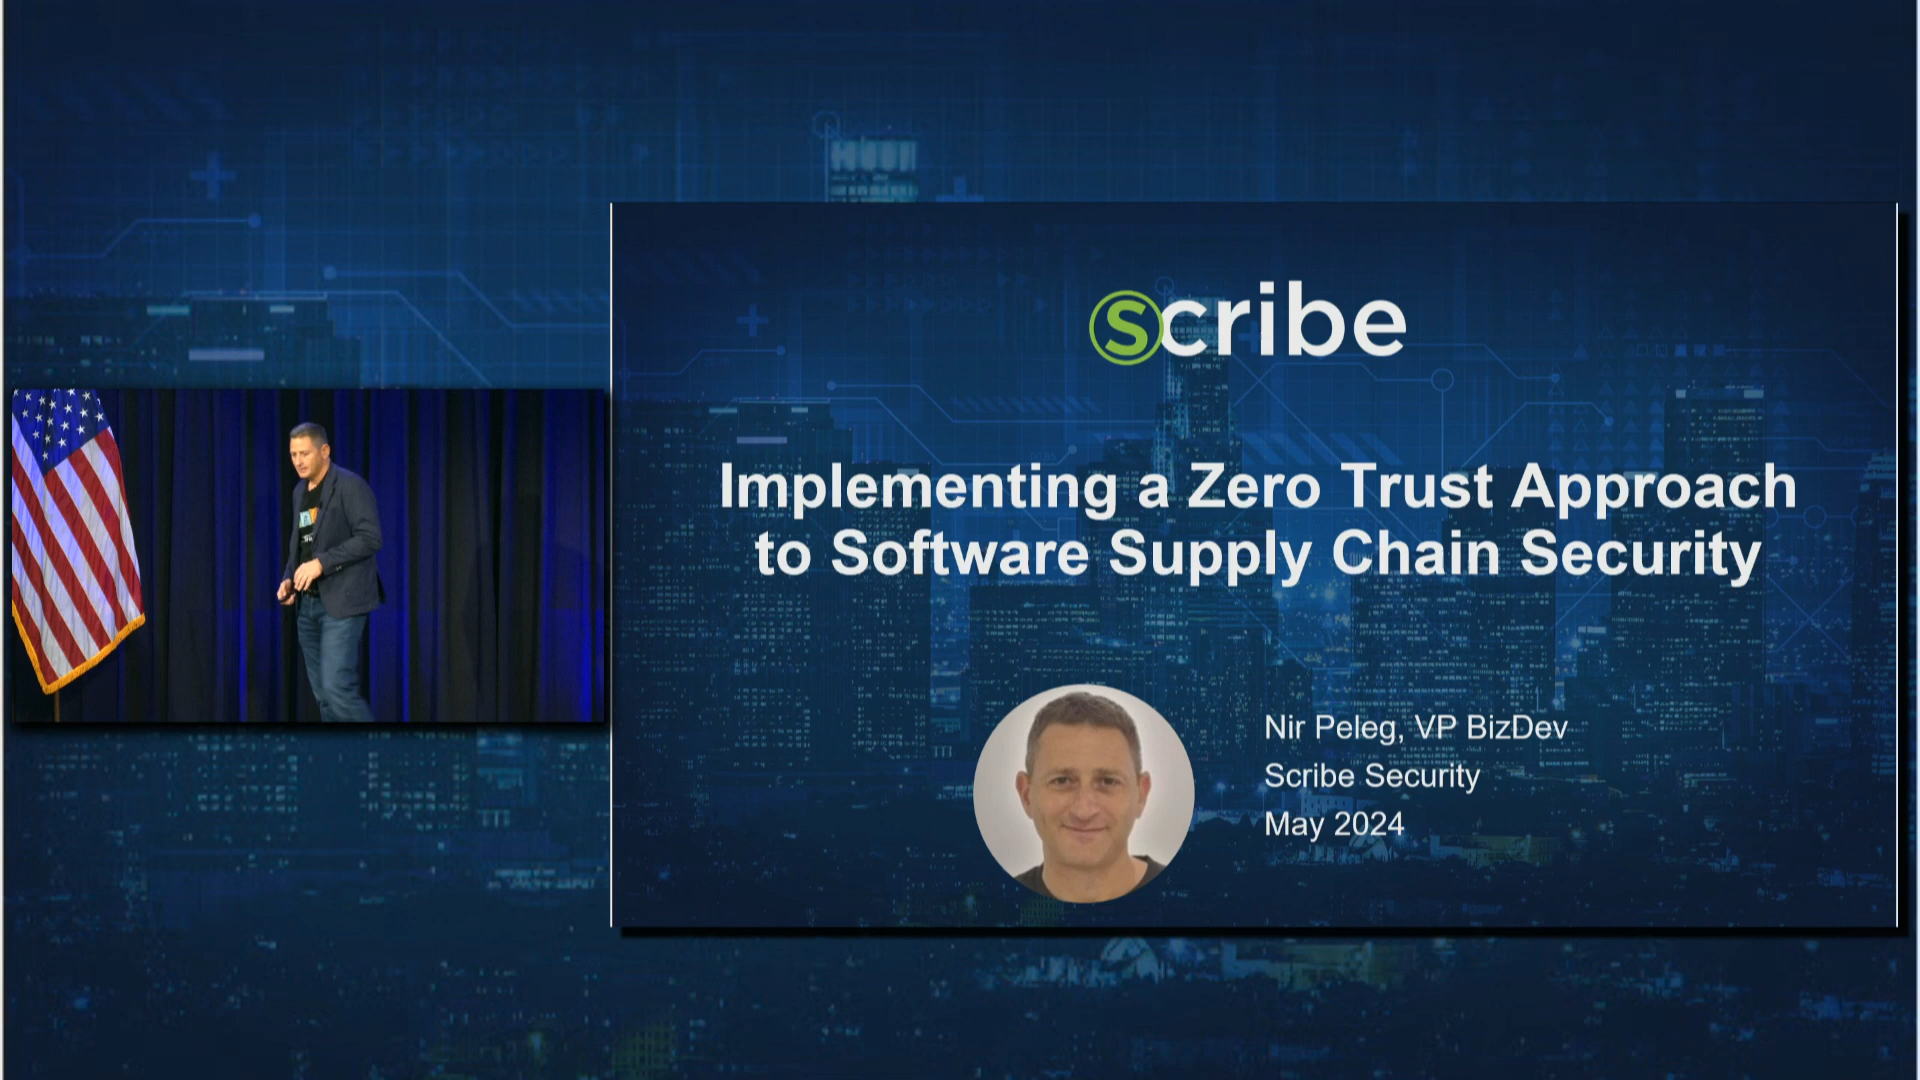 scribe
Implementing a Zero Trust Approach
to Software Supply Chain Security
Nir Peleg, VP BizDev
Scribe Security
May 2024